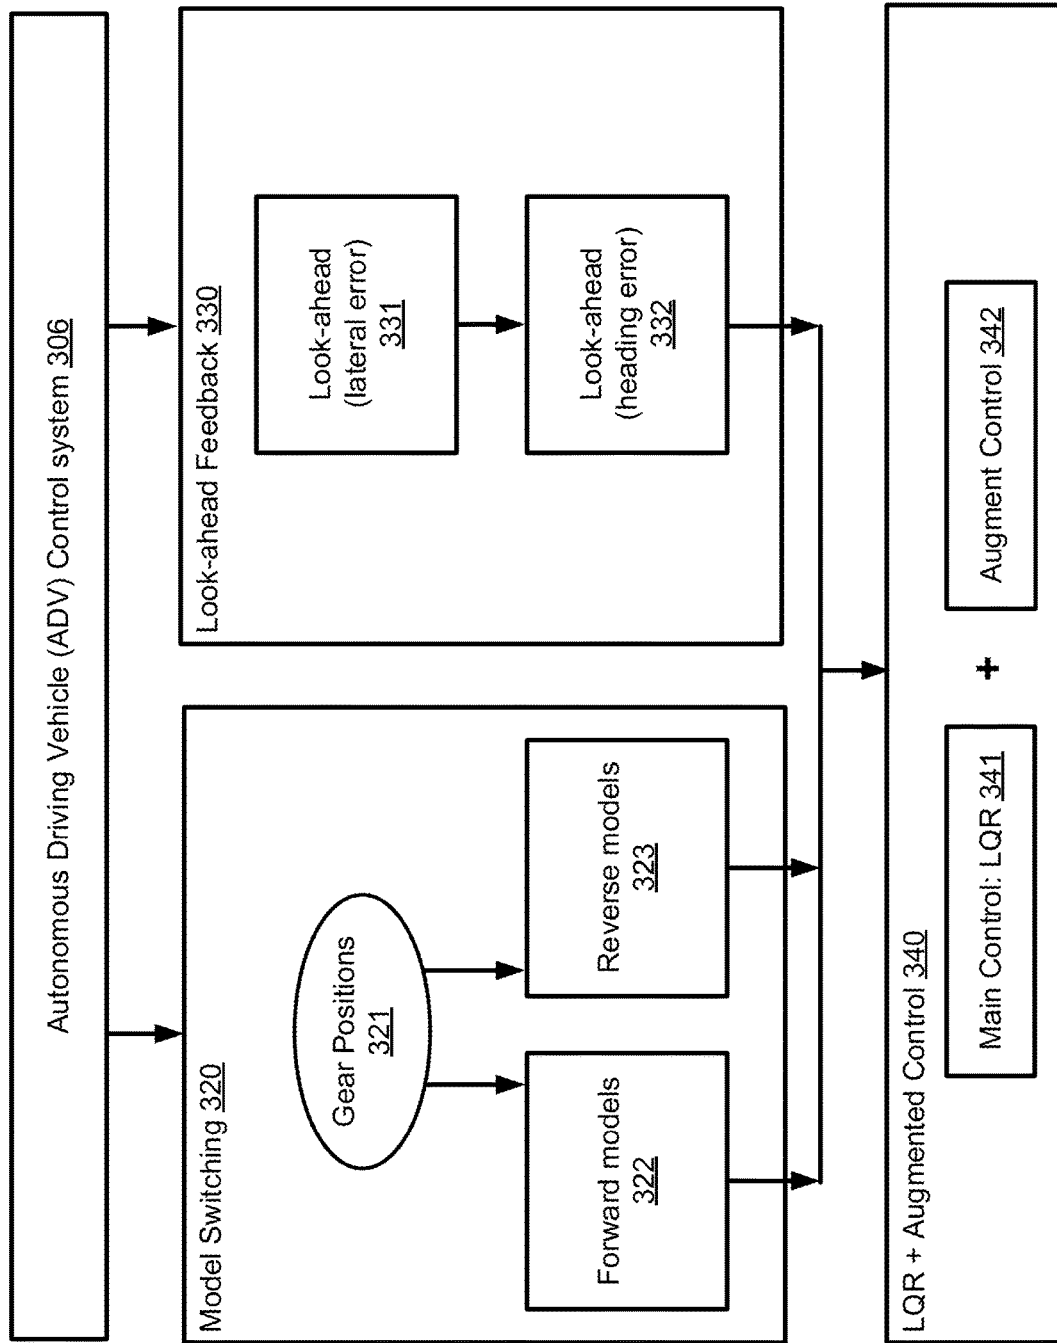 Autonomous Driving Vehicle (ADV) Control system 306
Model Switching 320
Gear Positions
321
Forward models
322
Reverse models
323
Look-ahead Feedback 330
Look-ahead
(lateral error)
331
Look-ahead
(heading error)
332
LQR + Augmented Control 340
Main Control: LQR 341
+
Augment Control 342